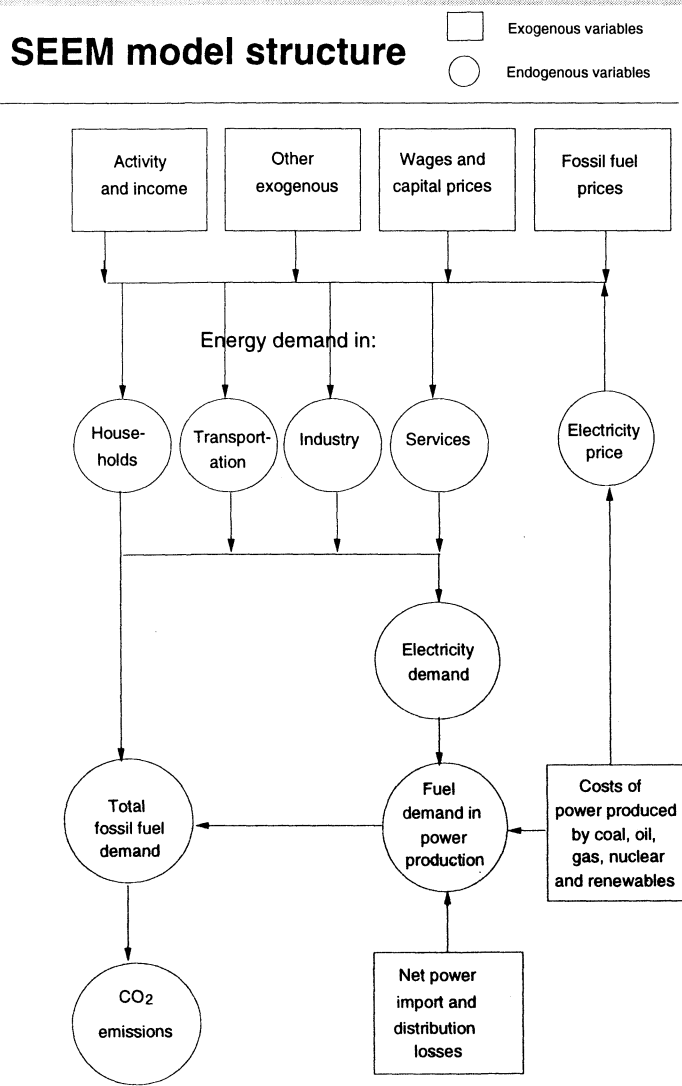 SEEM model structure
Exogenous variables
Endogenous variables
Activity
and income
Other
exogenous
Wages and
capital prices
Fossil fuel
prices
Energy demand in:
House-
holds
Transport-
ation
Industry
Services
Electricity
price
Electricity
demand
Total
fossil fuel
demand
Fuel
demand in
power
production
Costs of
power produced
by coal, oil,
gas, nuclear
and renewables
CO2
emissions
Net power
import and
distribution
losses